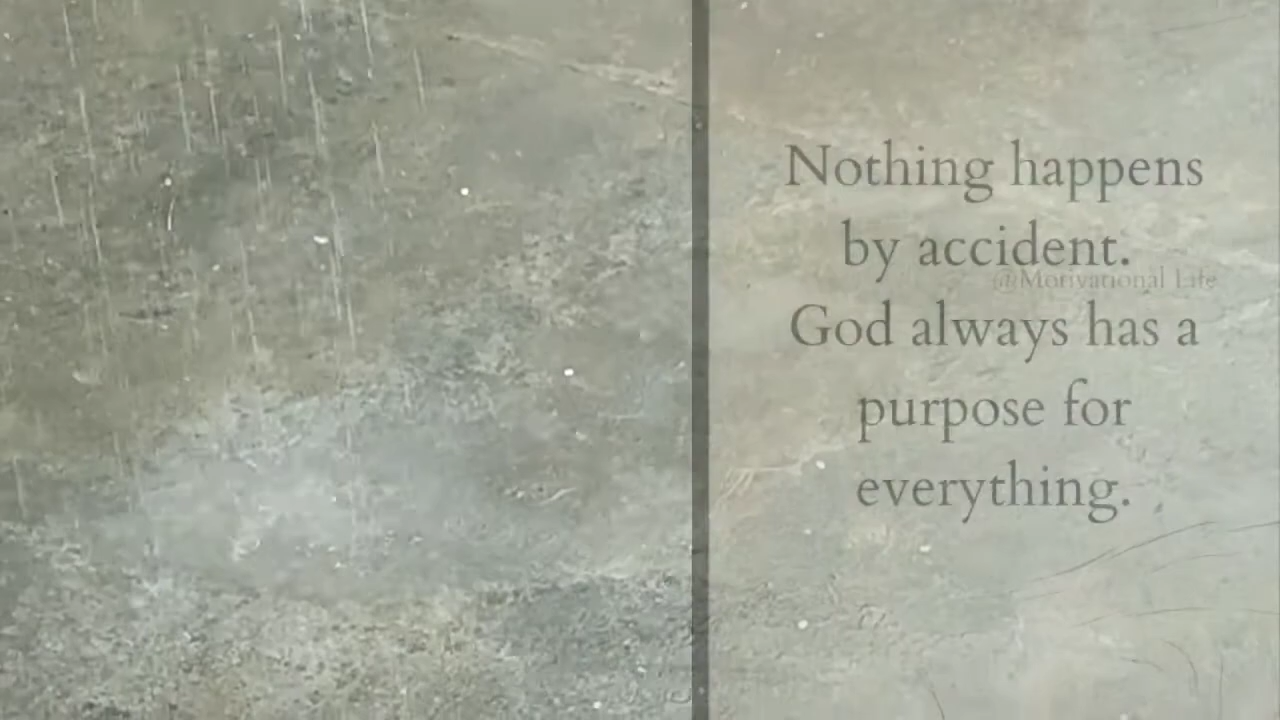 Nothing happens
by accident.
@Motivational Life
God always has a
purpose for
everything.